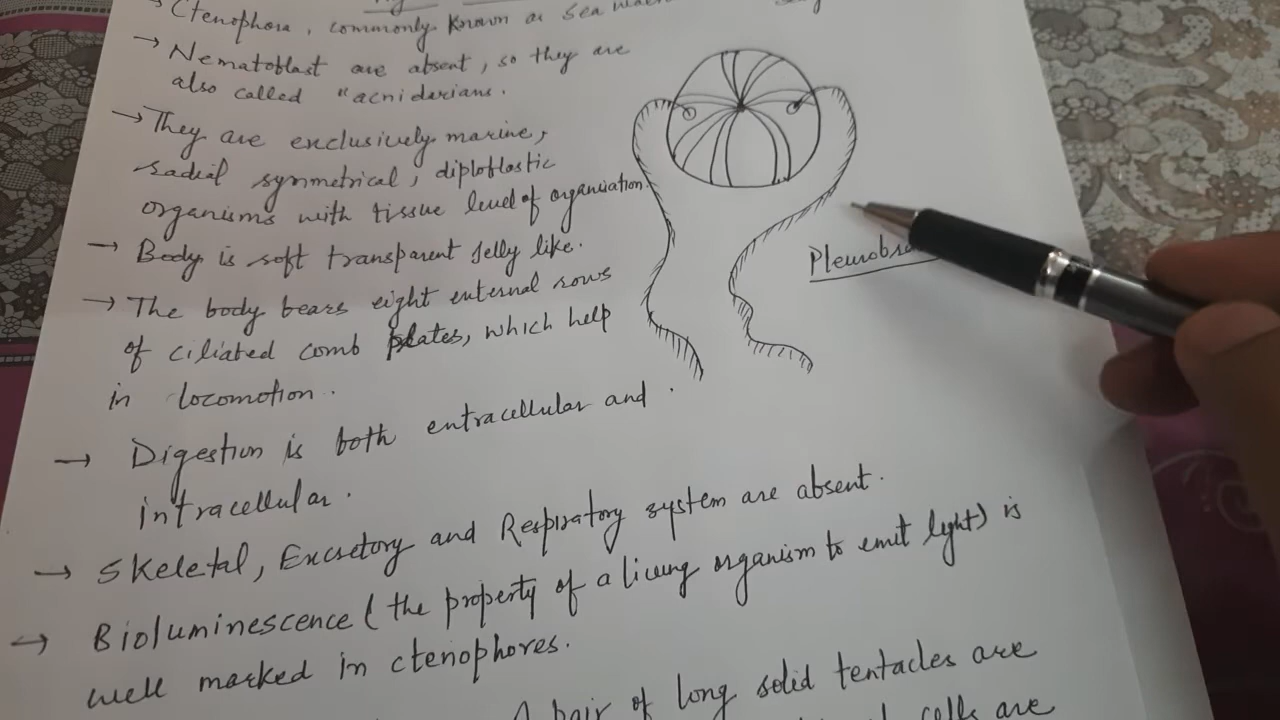 → Ctenophora, commonly known as sea
→ Nematoblast are absent, so they are
also called "acnidarians.
→ They are exclusively marine,
radial symmetrical, diploblastic
organisms with tissue level of organisation.
→ Body is soft transparent jelly like.
→ The body bears eight external rows
of ciliated comb plates, which help
in locomotion.
Pleurobra
→ Digestion is both extracellular and
intracellular.
→ Skeletal, Excretory and Respiratory system are absent.
→ Bioluminescence (the property of a living organism to emit light) is
well marked in ctenophores.
A pair of long solid tentacles are
cells are